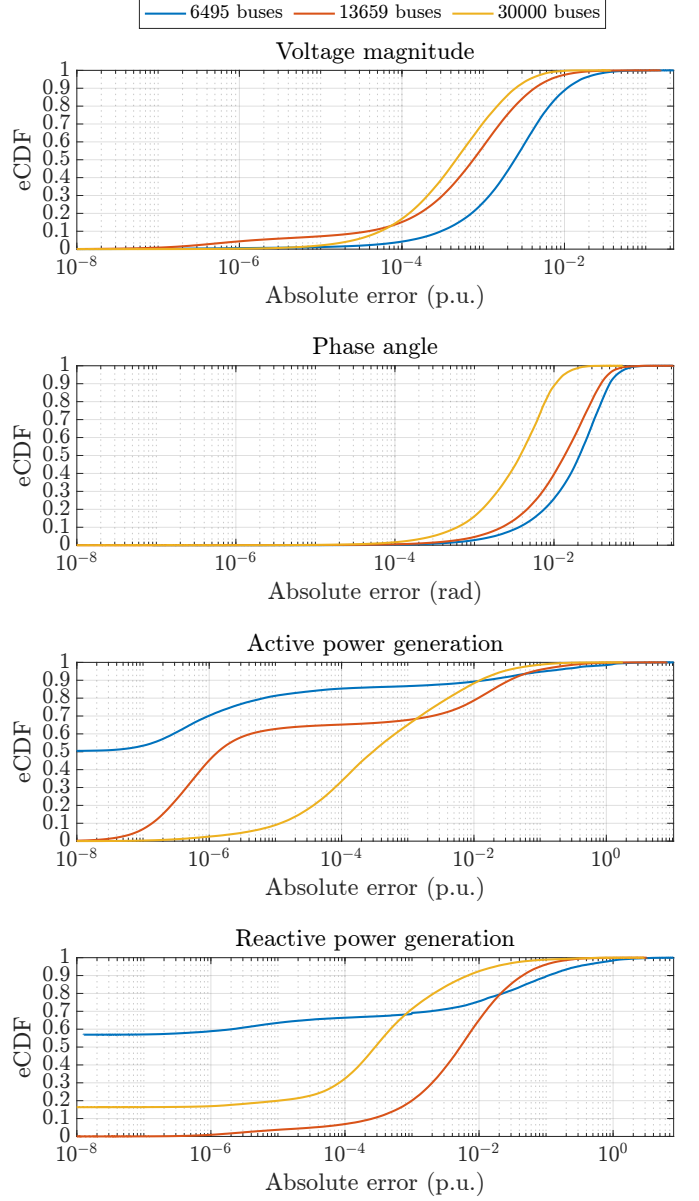 6495 buses 13659 buses 30000 buses
Voltage magnitude
1
0.9
0.8
0.7
0.6
0.5
0.4
0.3
0.2
0.1
0
eCDF
10⁻⁸ 10⁻⁶ 10⁻⁴ 10⁻²
Absolute error (p.u.)
Phase angle
1
0.9
0.8
0.7
0.6
0.5
0.4
0.3
0.2
0.1
0
eCDF
10⁻⁸ 10⁻⁶ 10⁻⁴ 10⁻²
Absolute error (rad)
Active power generation
1
0.9
0.8
0.7
0.6
0.5
0.4
0.3
0.2
0.1
0
eCDF
10⁻⁸ 10⁻⁶ 10⁻⁴ 10⁻² 10⁰
Absolute error (p.u.)
Reactive power generation
1
0.9
0.8
0.7
0.6
0.5
0.4
0.3
0.2
0.1
0
eCDF
10⁻⁸ 10⁻⁶ 10⁻⁴ 10⁻² 10⁰
Absolute error (p.u.)